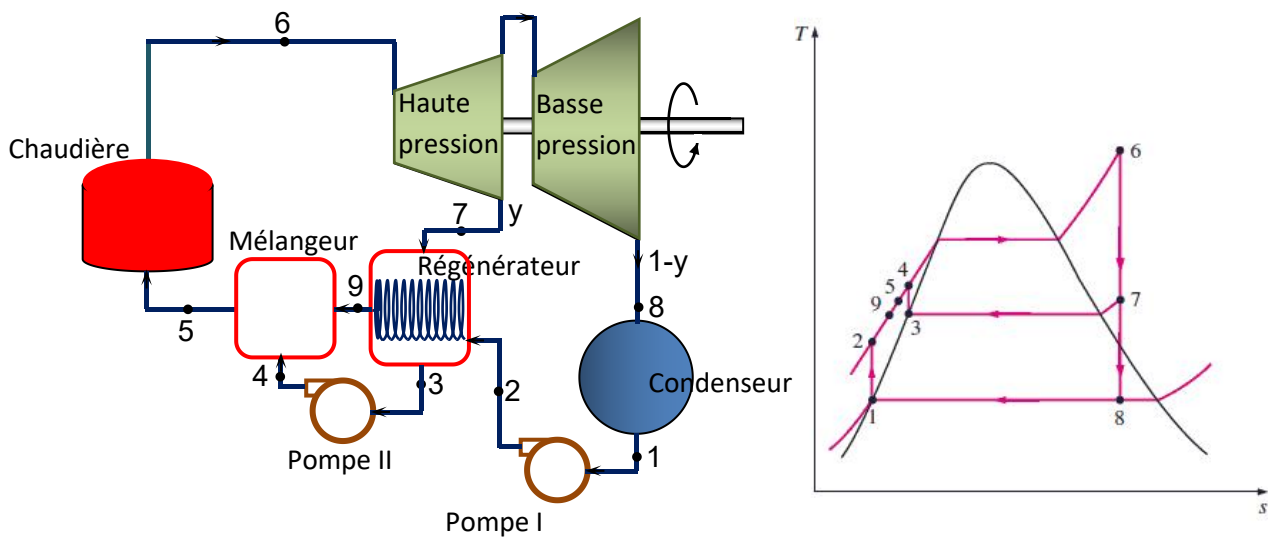 6
y
Haute
pression
Basse
pression
Chaudière
7
y
Mélangeur
Régénérateur
1-y
9
8
5
4
3
2
Condenseur
1
Pompe II
Pompe I
T
6
4
5
9
3
7
2
1
8
s